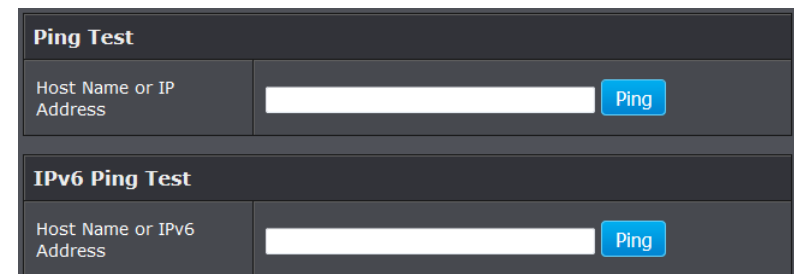 Ping Test
Host Name or IP
Address
Ping
IPv6 Ping Test
Host Name or IPv6
Address
Ping